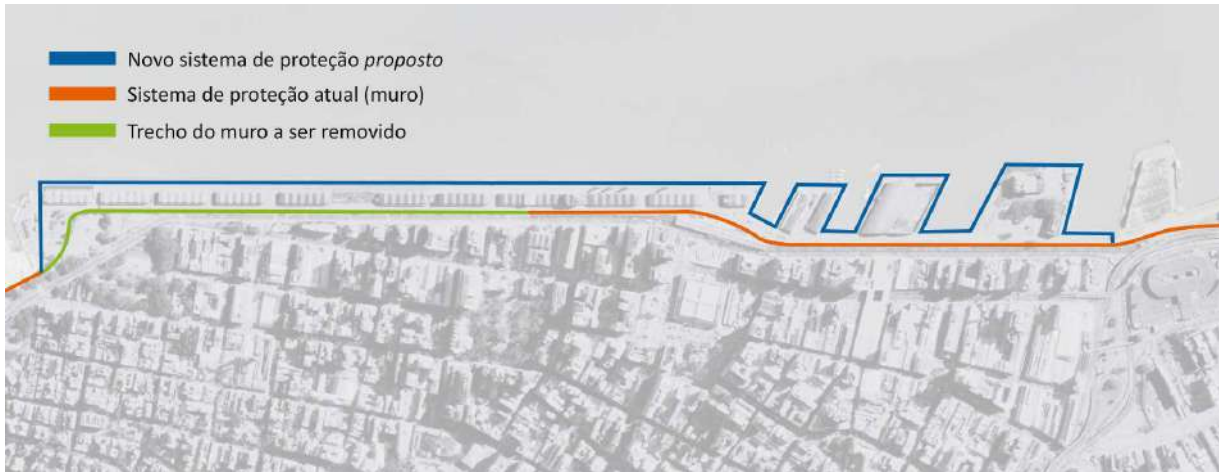 Novo sistema de proteção proposto
Sistema de proteção atual (muro)
Trecho do muro a ser removido